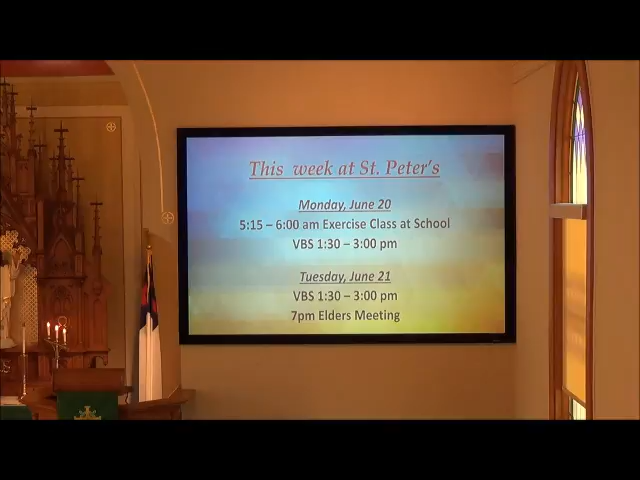 This week at St. Peter's
Monday, June 20
5:15 – 6:00 am Exercise Class at School
VBS 1:30 – 3:00 pm
Tuesday, June 21
VBS 1:30 – 3:00 pm
7pm Elders Meeting